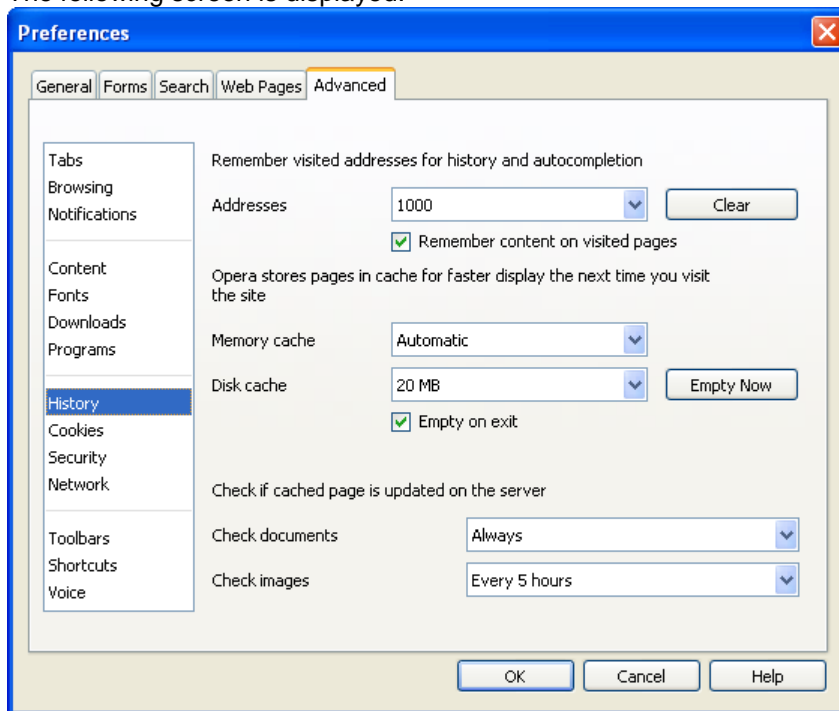 The following screen is displayed:
Preferences
General Forms Search Web Pages Advanced
Tabs
Browsing
Notifications
Content
Fonts
Downloads
Programs
History
Cookies
Security
Network
Toolbars
Shortcuts
Voice
Remember visited addresses for history and autocompletion
Addresses 1000 Clear
Remember content on visited pages
Opera stores pages in cache for faster display the next time you visit
the site
Memory cache Automatic
Disk cache 20 MB Empty Now
Empty on exit
Check if cached page is updated on the server
Check documents Always
Check images Every 5 hours
OK Cancel Help